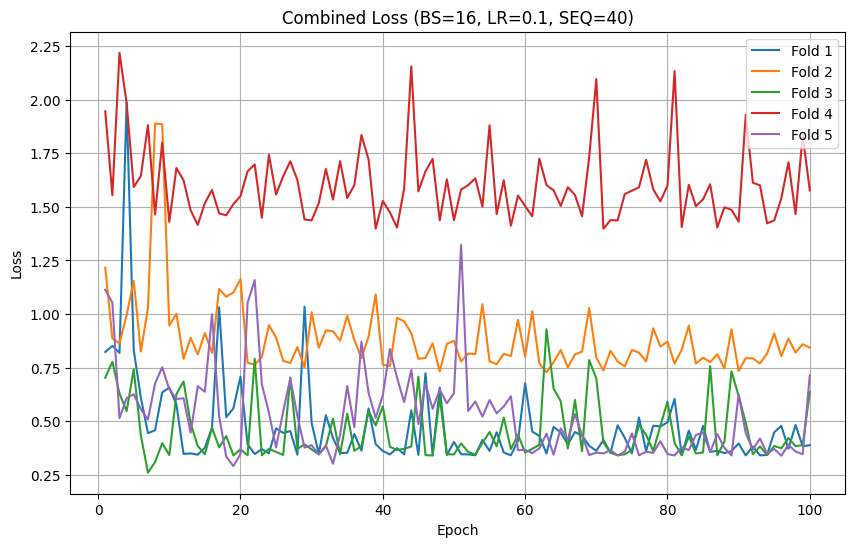 Combined Loss (BS=16, LR=0.1, SEQ=40)
Fold 1
Fold 2
Fold 3
Fold 4
Fold 5
Loss
2.25
2.00
1.75
1.50
1.25
1.00
0.75
0.50
0.25
0
20
40
60
80
100
Epoch